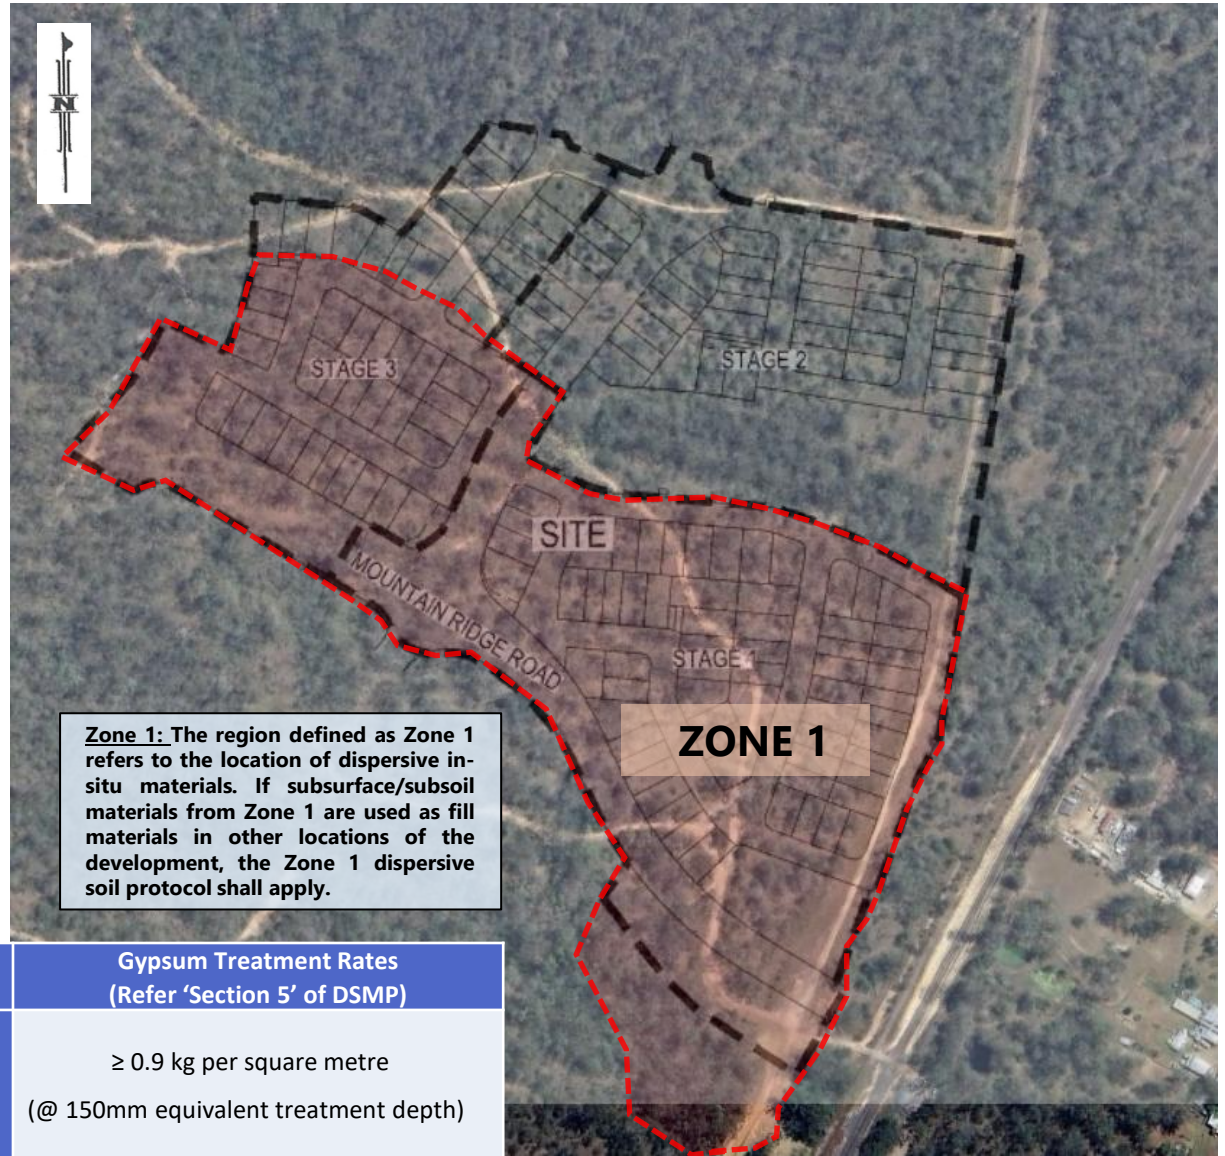 N
STAGE 3
STAGE 2
SITE
MOUNTAIN RIDGE ROAD
STAGE 1
ZONE 1
Zone 1: The region defined as Zone 1
refers to the location of dispersive in-
situ materials. If subsurface/subsoil
materials from Zone 1 are used as fill
materials in other locations of the
development, the Zone 1 dispersive
soil protocol shall apply.
Gypsum Treatment Rates
(Refer ‘Section 5’ of DSMP)
≥ 0.9 kg per square metre
(@ 150mm equivalent treatment depth)